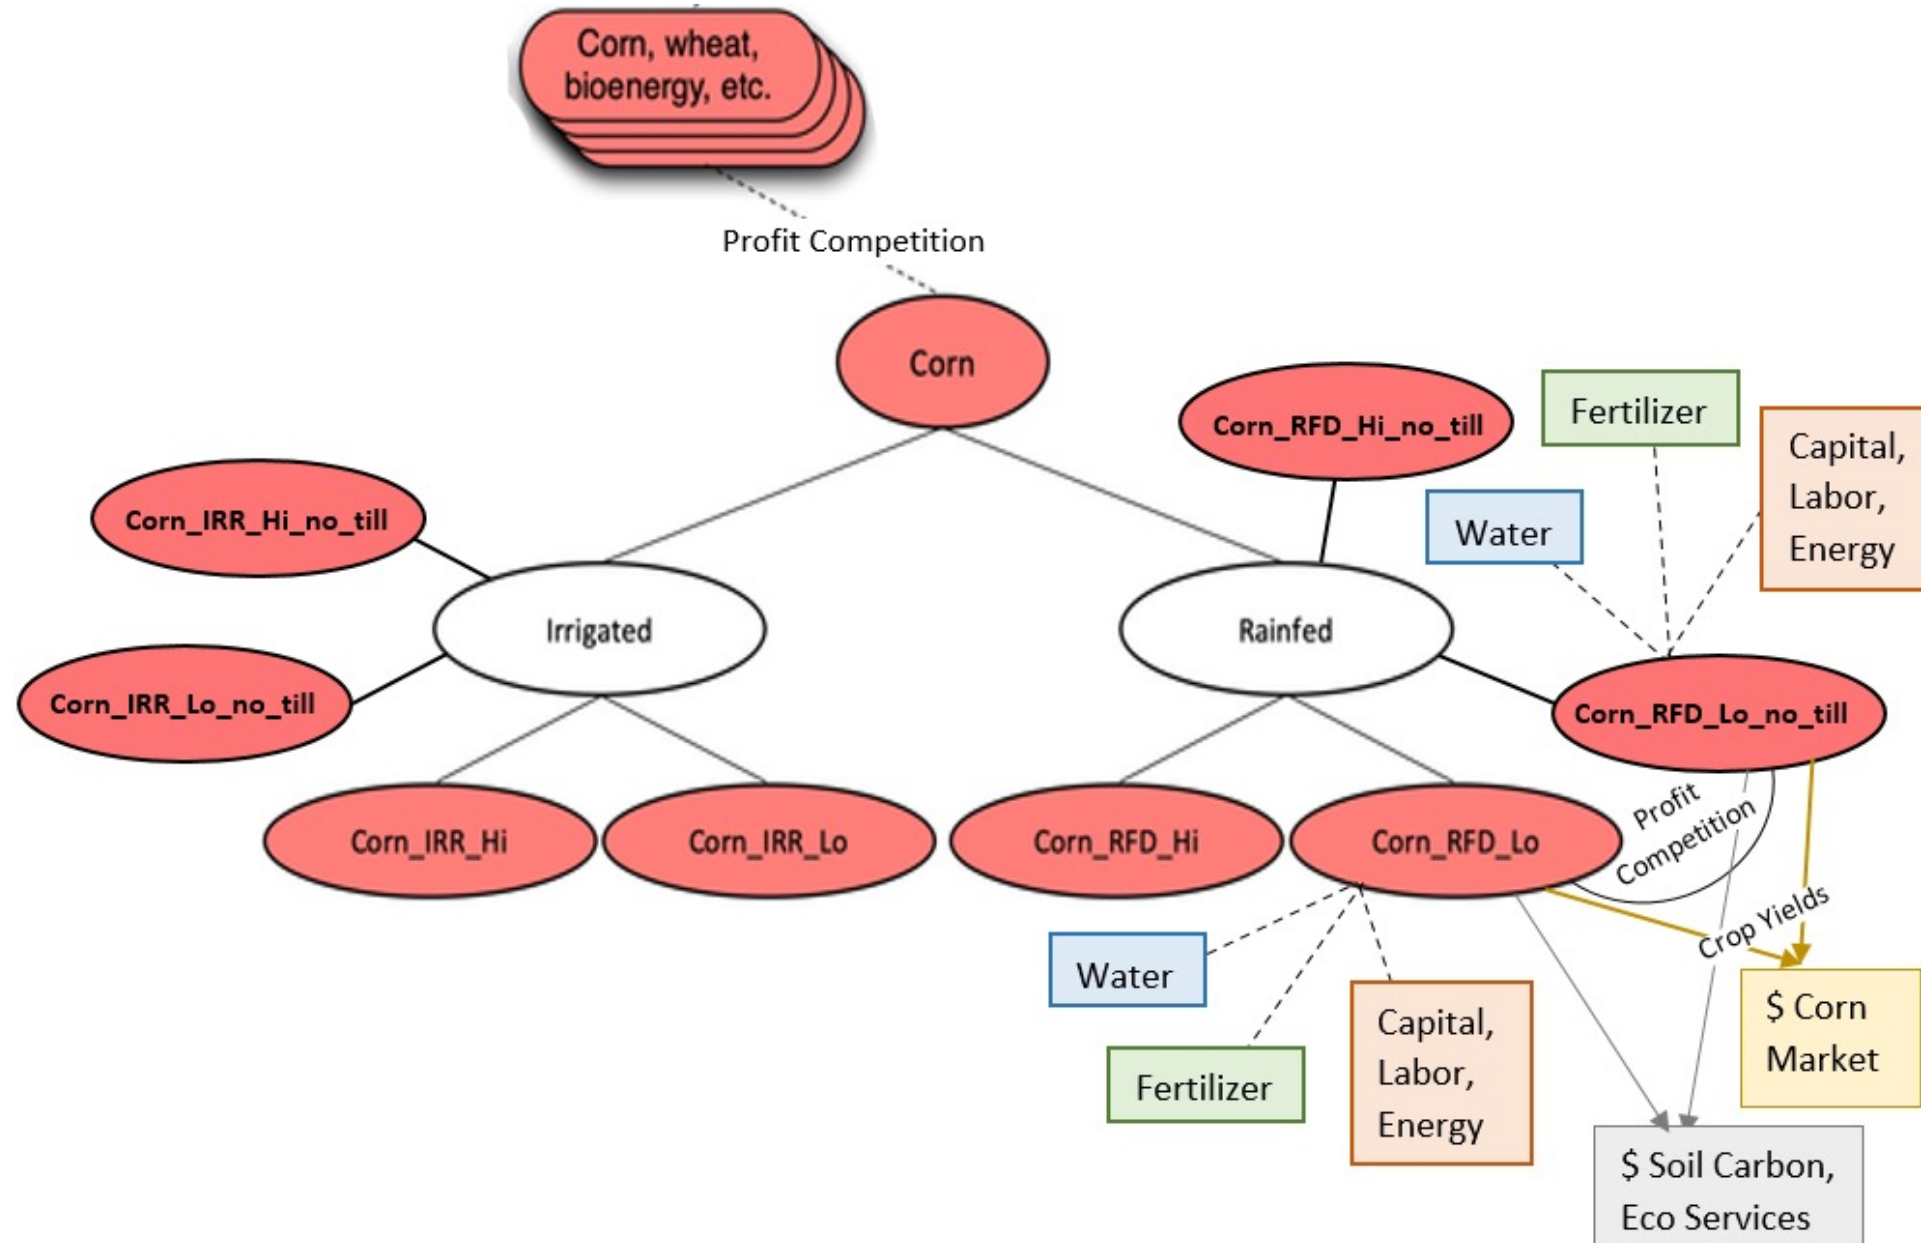 Corn, wheat,
bioenergy, etc.
Profit Competition
Corn
Corn_RFD_Hi_no_till
Fertilizer
Capital,
Labor,
Energy
Water
Corn_IRR_Hi_no_till
Irrigated
Rainfed
Corn_IRR_Lo_no_till
Corn_RFD_Lo_no_till
Corn_IRR_Hi
Corn_IRR_Lo
Corn_RFD_Hi
Corn_RFD_Lo
Profit
Competition
Crop Yields
Water
Fertilizer
Capital,
Labor,
Energy
$ Corn
Market
$ Soil Carbon,
Eco Services